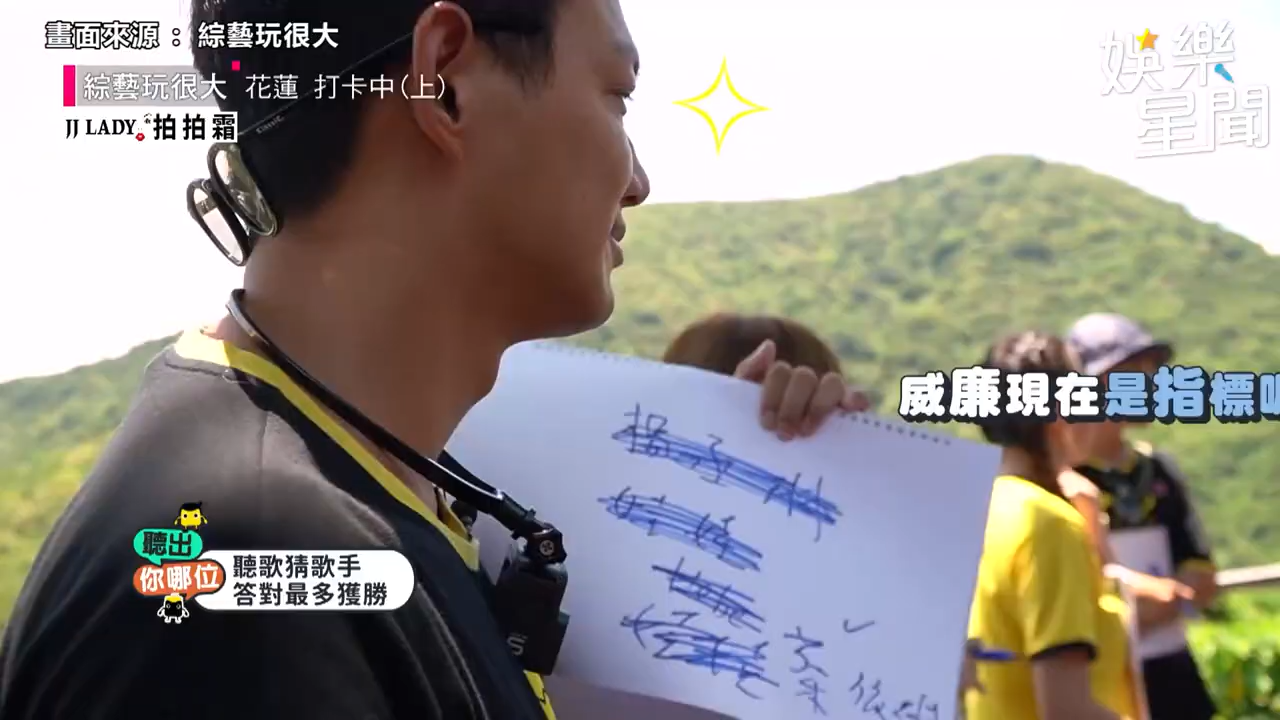 畫面來源：綜藝玩很大
娛樂星聞
綜藝玩很大 花蓮 打卡中(上)
JJ LADY 拍拍霜
classic
威廉現在是指標
聽出你哪位
聽歌猜歌手
答對最多獲勝